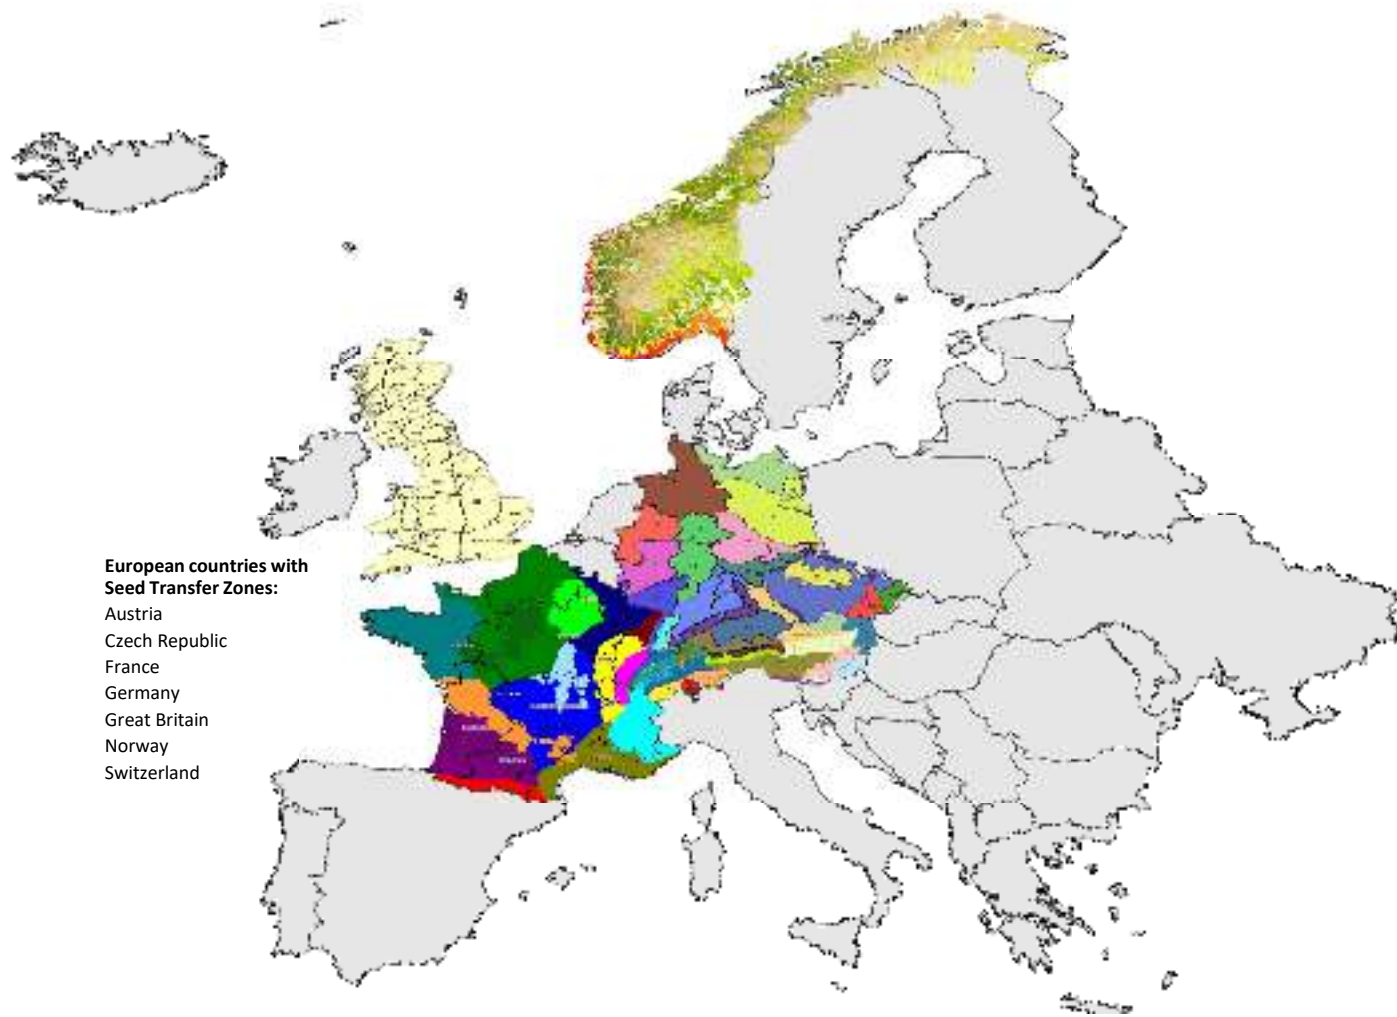 European countries with
Seed Transfer Zones:
Austria
Czech Republic
France
Germany
Great Britain
Norway
Switzerland